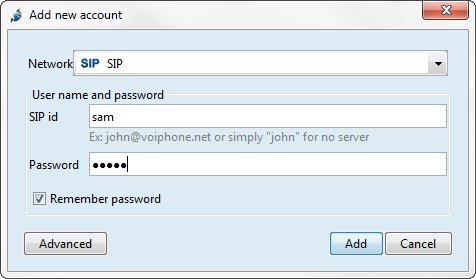 Add new account
Network SIP SIP
User name and password
SIP id sam
Ex: john@voiphone.net or simply "john" for no server
Password ●●●●●
Remember password
Advanced Add Cancel